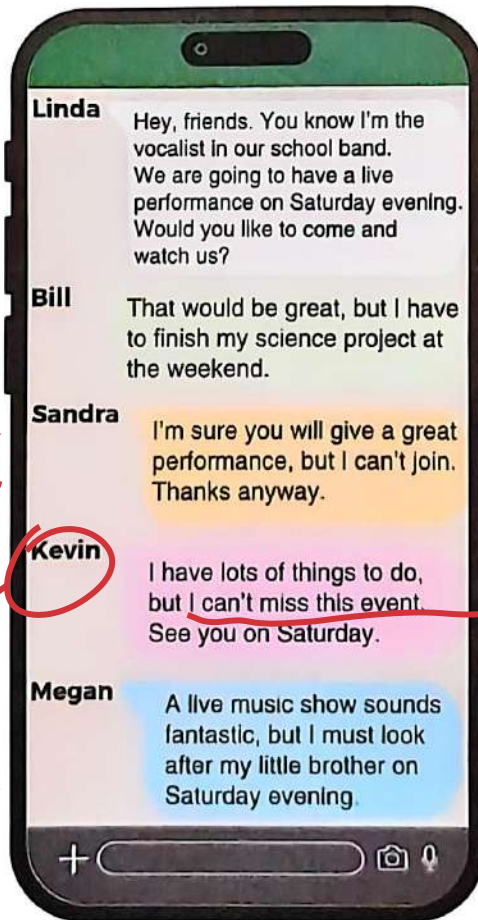 Linda
Hey, friends. You know I'm the
vocalist in our school band.
We are going to have a live
performance on Saturday evening.
Would you like to come and
watch us?
Bill
That would be great, but I have
to finish my science project at
the weekend.
Sandra
I'm sure you will give a great
performance, but I can't join.
Thanks anyway.
Kevin
I have lots of things to do,
but I can't miss this event.
See you on Saturday.
Megan
A live music show sounds
fantastic, but I must look
after my little brother on
Saturday evening.